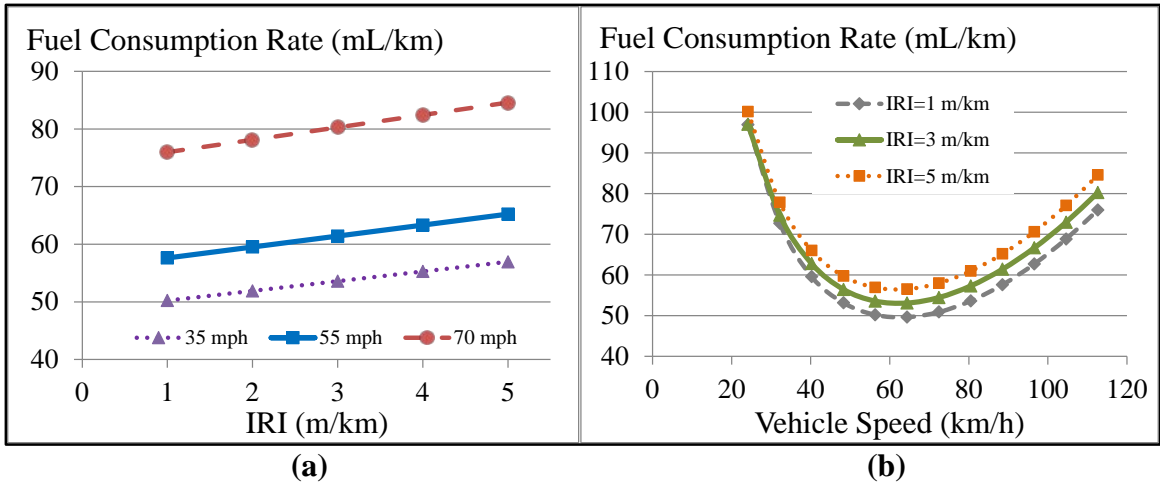 Fuel Consumption Rate (mL/km)
90
80
70
60
50
40
35 mph 55 mph 70 mph
0 1 2 3 4 5
IRI (m/km)
(a)
Fuel Consumption Rate (mL/km)
110
100
90
80
70
60
50
40
IRI=1 m/km
IRI=3 m/km
IRI=5 m/km
0 20 40 60 80 100 120
Vehicle Speed (km/h)
(b)